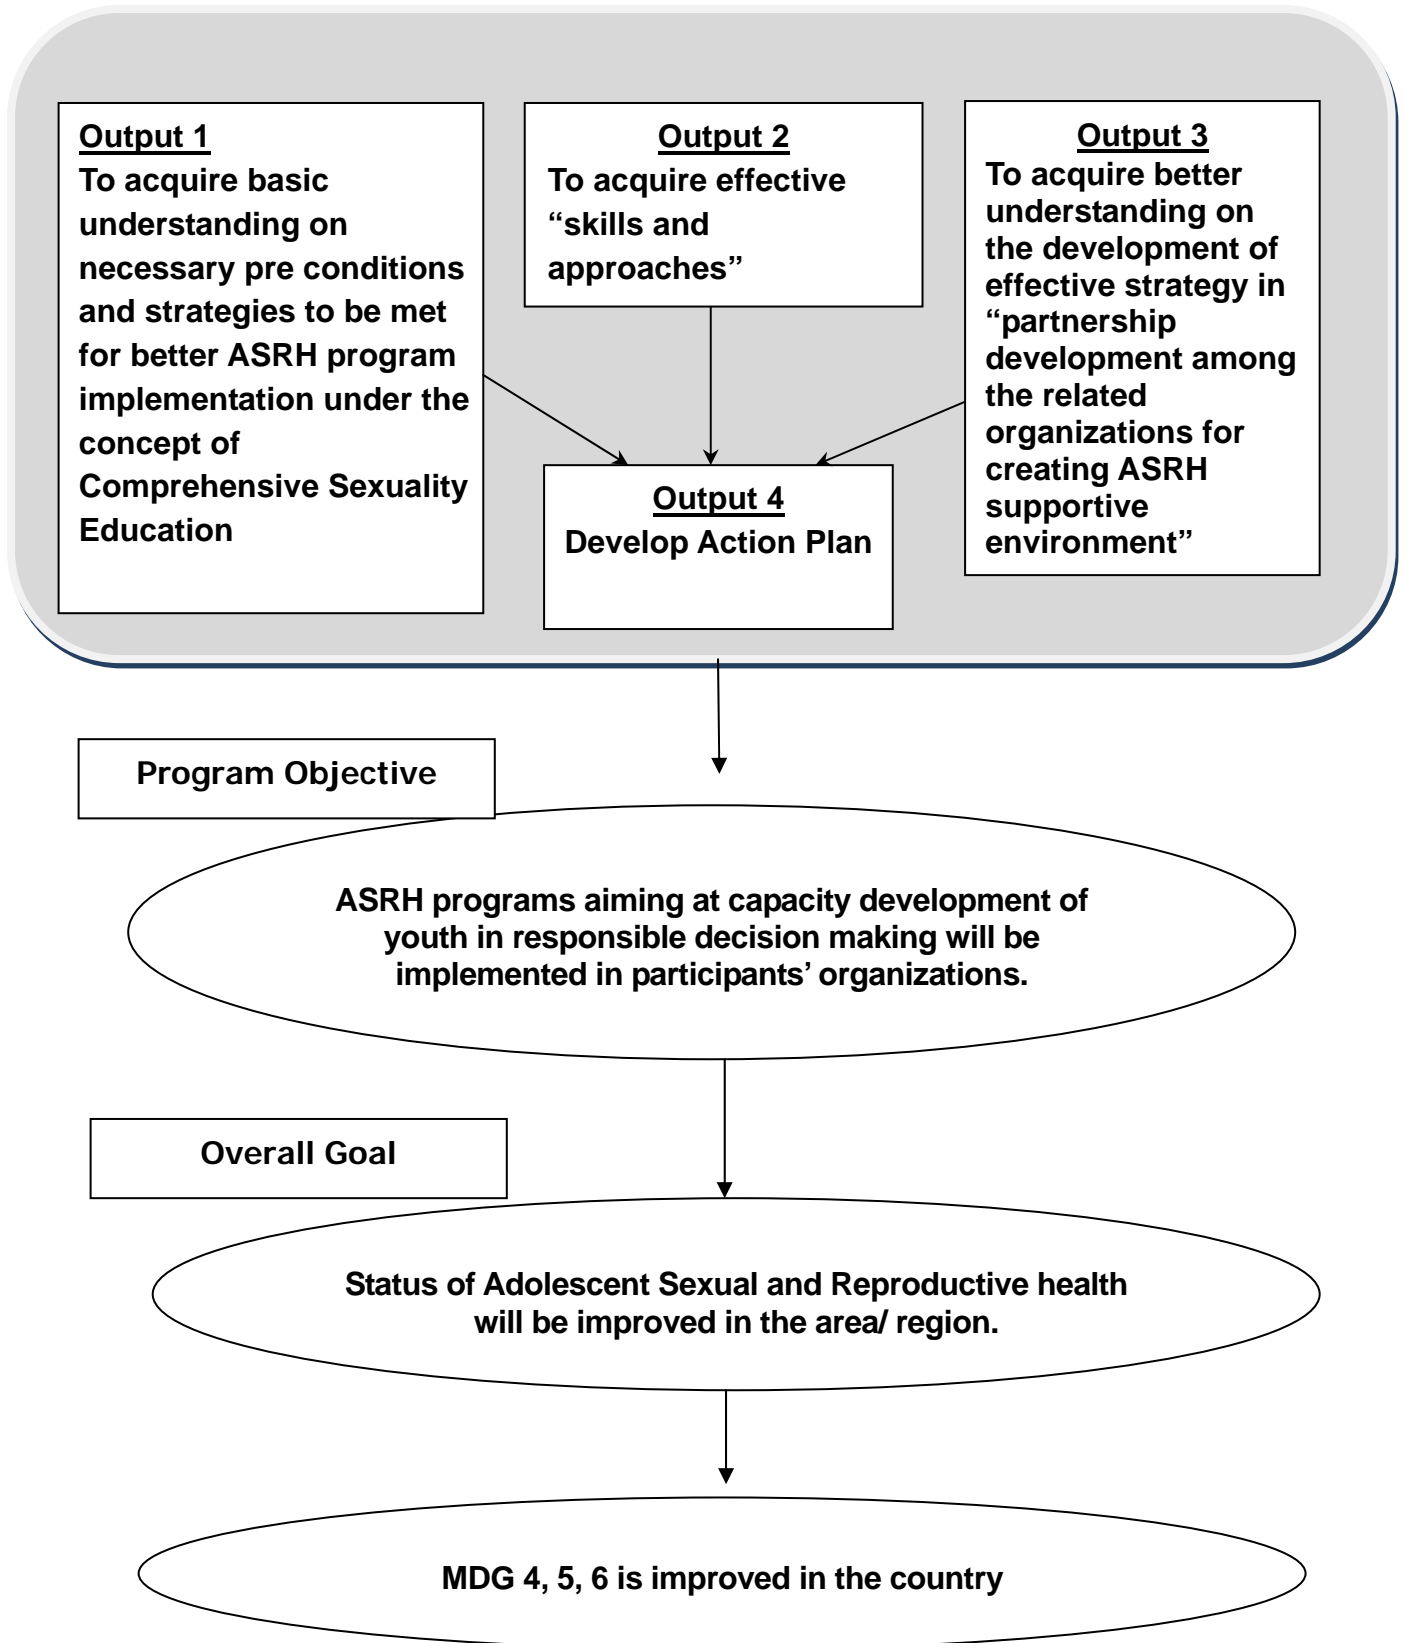 Output 1
To acquire basic
understanding on
necessary pre conditions
and strategies to be met
for better ASRH program
implementation under the
concept of
Comprehensive Sexuality
Education
Output 2
To acquire effective
“skills and
approaches”
Output 3
To acquire better
understanding on
the development of
effective strategy in
“partnership
development among
the related
organizations for
creating ASRH
supportive
environment”
Output 4
Develop Action Plan
Program Objective
ASRH programs aiming at capacity development of
youth in responsible decision making will be
implemented in participants’ organizations.
Overall Goal
Status of Adolescent Sexual and Reproductive health
will be improved in the area/ region.
MDG 4, 5, 6 is improved in the country